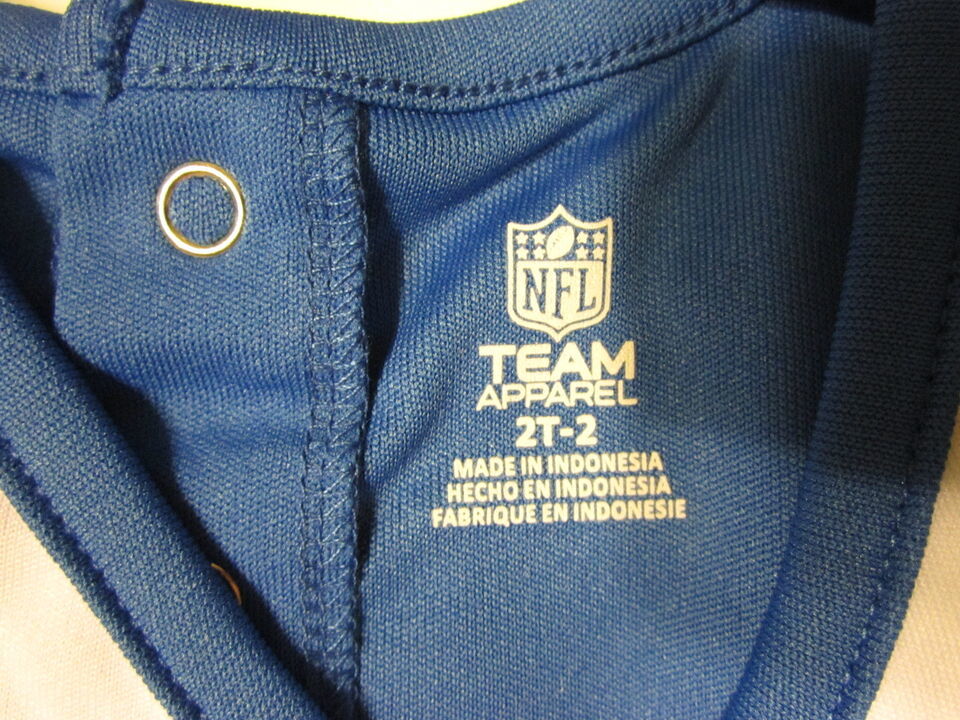 NFL
TEAM
APPAREL
2T-2
MADE IN INDONESIA
HECHO EN INDONESIA
FABRIQUE EN INDONESIE